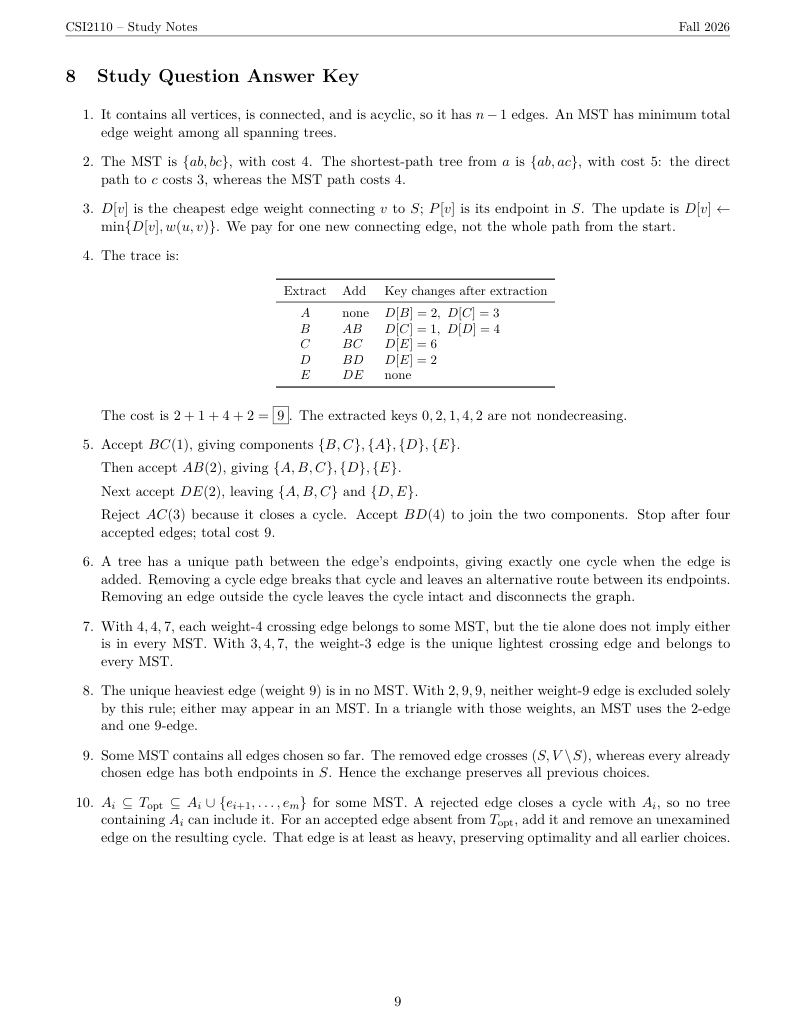 CSI2110 – Study Notes Fall 2026
8 Study Question Answer Key
1. It contains all vertices, is connected, and is acyclic, so it has n − 1 edges. An MST has minimum total
edge weight among all spanning trees.
2. The MST is {ab, bc}, with cost 4. The shortest-path tree from a is {ab, ac}, with cost 5: the direct
path to c costs 3, whereas the MST path costs 4.
3. D[v] is the cheapest edge weight connecting v to S; P[v] is its endpoint in S. The update is D[v] ←
min{D[v], w(u, v)}. We pay for one new connecting edge, not the whole path from the start.
4. The trace is:
Extract Add Key changes after extraction
A none D[B] = 2, D[C] = 3
B AB D[C] = 1, D[D] = 4
C BC D[E] = 6
D BD D[E] = 2
E DE none
The cost is 2 + 1 + 4 + 2 = 9. The extracted keys 0, 2, 1, 4, 2 are not nondecreasing.
5. Accept BC(1), giving components {B, C}, {A}, {D}, {E}.
Then accept AB(2), giving {A, B, C}, {D}, {E}.
Next accept DE(2), leaving {A, B, C} and {D, E}.
Reject AC(3) because it closes a cycle. Accept BD(4) to join the two components. Stop after four
accepted edges; total cost 9.
6. A tree has a unique path between the edge's endpoints, giving exactly one cycle when the edge is
added. Removing a cycle edge breaks that cycle and leaves an alternative route between its endpoints.
Removing an edge outside the cycle leaves the cycle intact and disconnects the graph.
7. With 4, 4, 7, each weight-4 crossing edge belongs to some MST, but the tie alone does not imply either
is in every MST. With 3, 4, 7, the weight-3 edge is the unique lightest crossing edge and belongs to
every MST.
8. The unique heaviest edge (weight 9) is in no MST. With 2, 9, 9, neither weight-9 edge is excluded solely
by this rule; either may appear in an MST. In a triangle with those weights, an MST uses the 2-edge
and one 9-edge.
9. Some MST contains all edges chosen so far. The removed edge crosses (S, V \ S), whereas every already
chosen edge has both endpoints in S. Hence the exchange preserves all previous choices.
10. Aᵢ ⊆ T_opt ⊆ Aᵢ ∪ {eᵢ₊₁, . . . , eₘ} for some MST. A rejected edge closes a cycle with Aᵢ, so no tree
containing Aᵢ can include it. For an accepted edge absent from T_opt, add it and remove an unexamined
edge on the resulting cycle. That edge is at least as heavy, preserving optimality and all earlier choices.
9